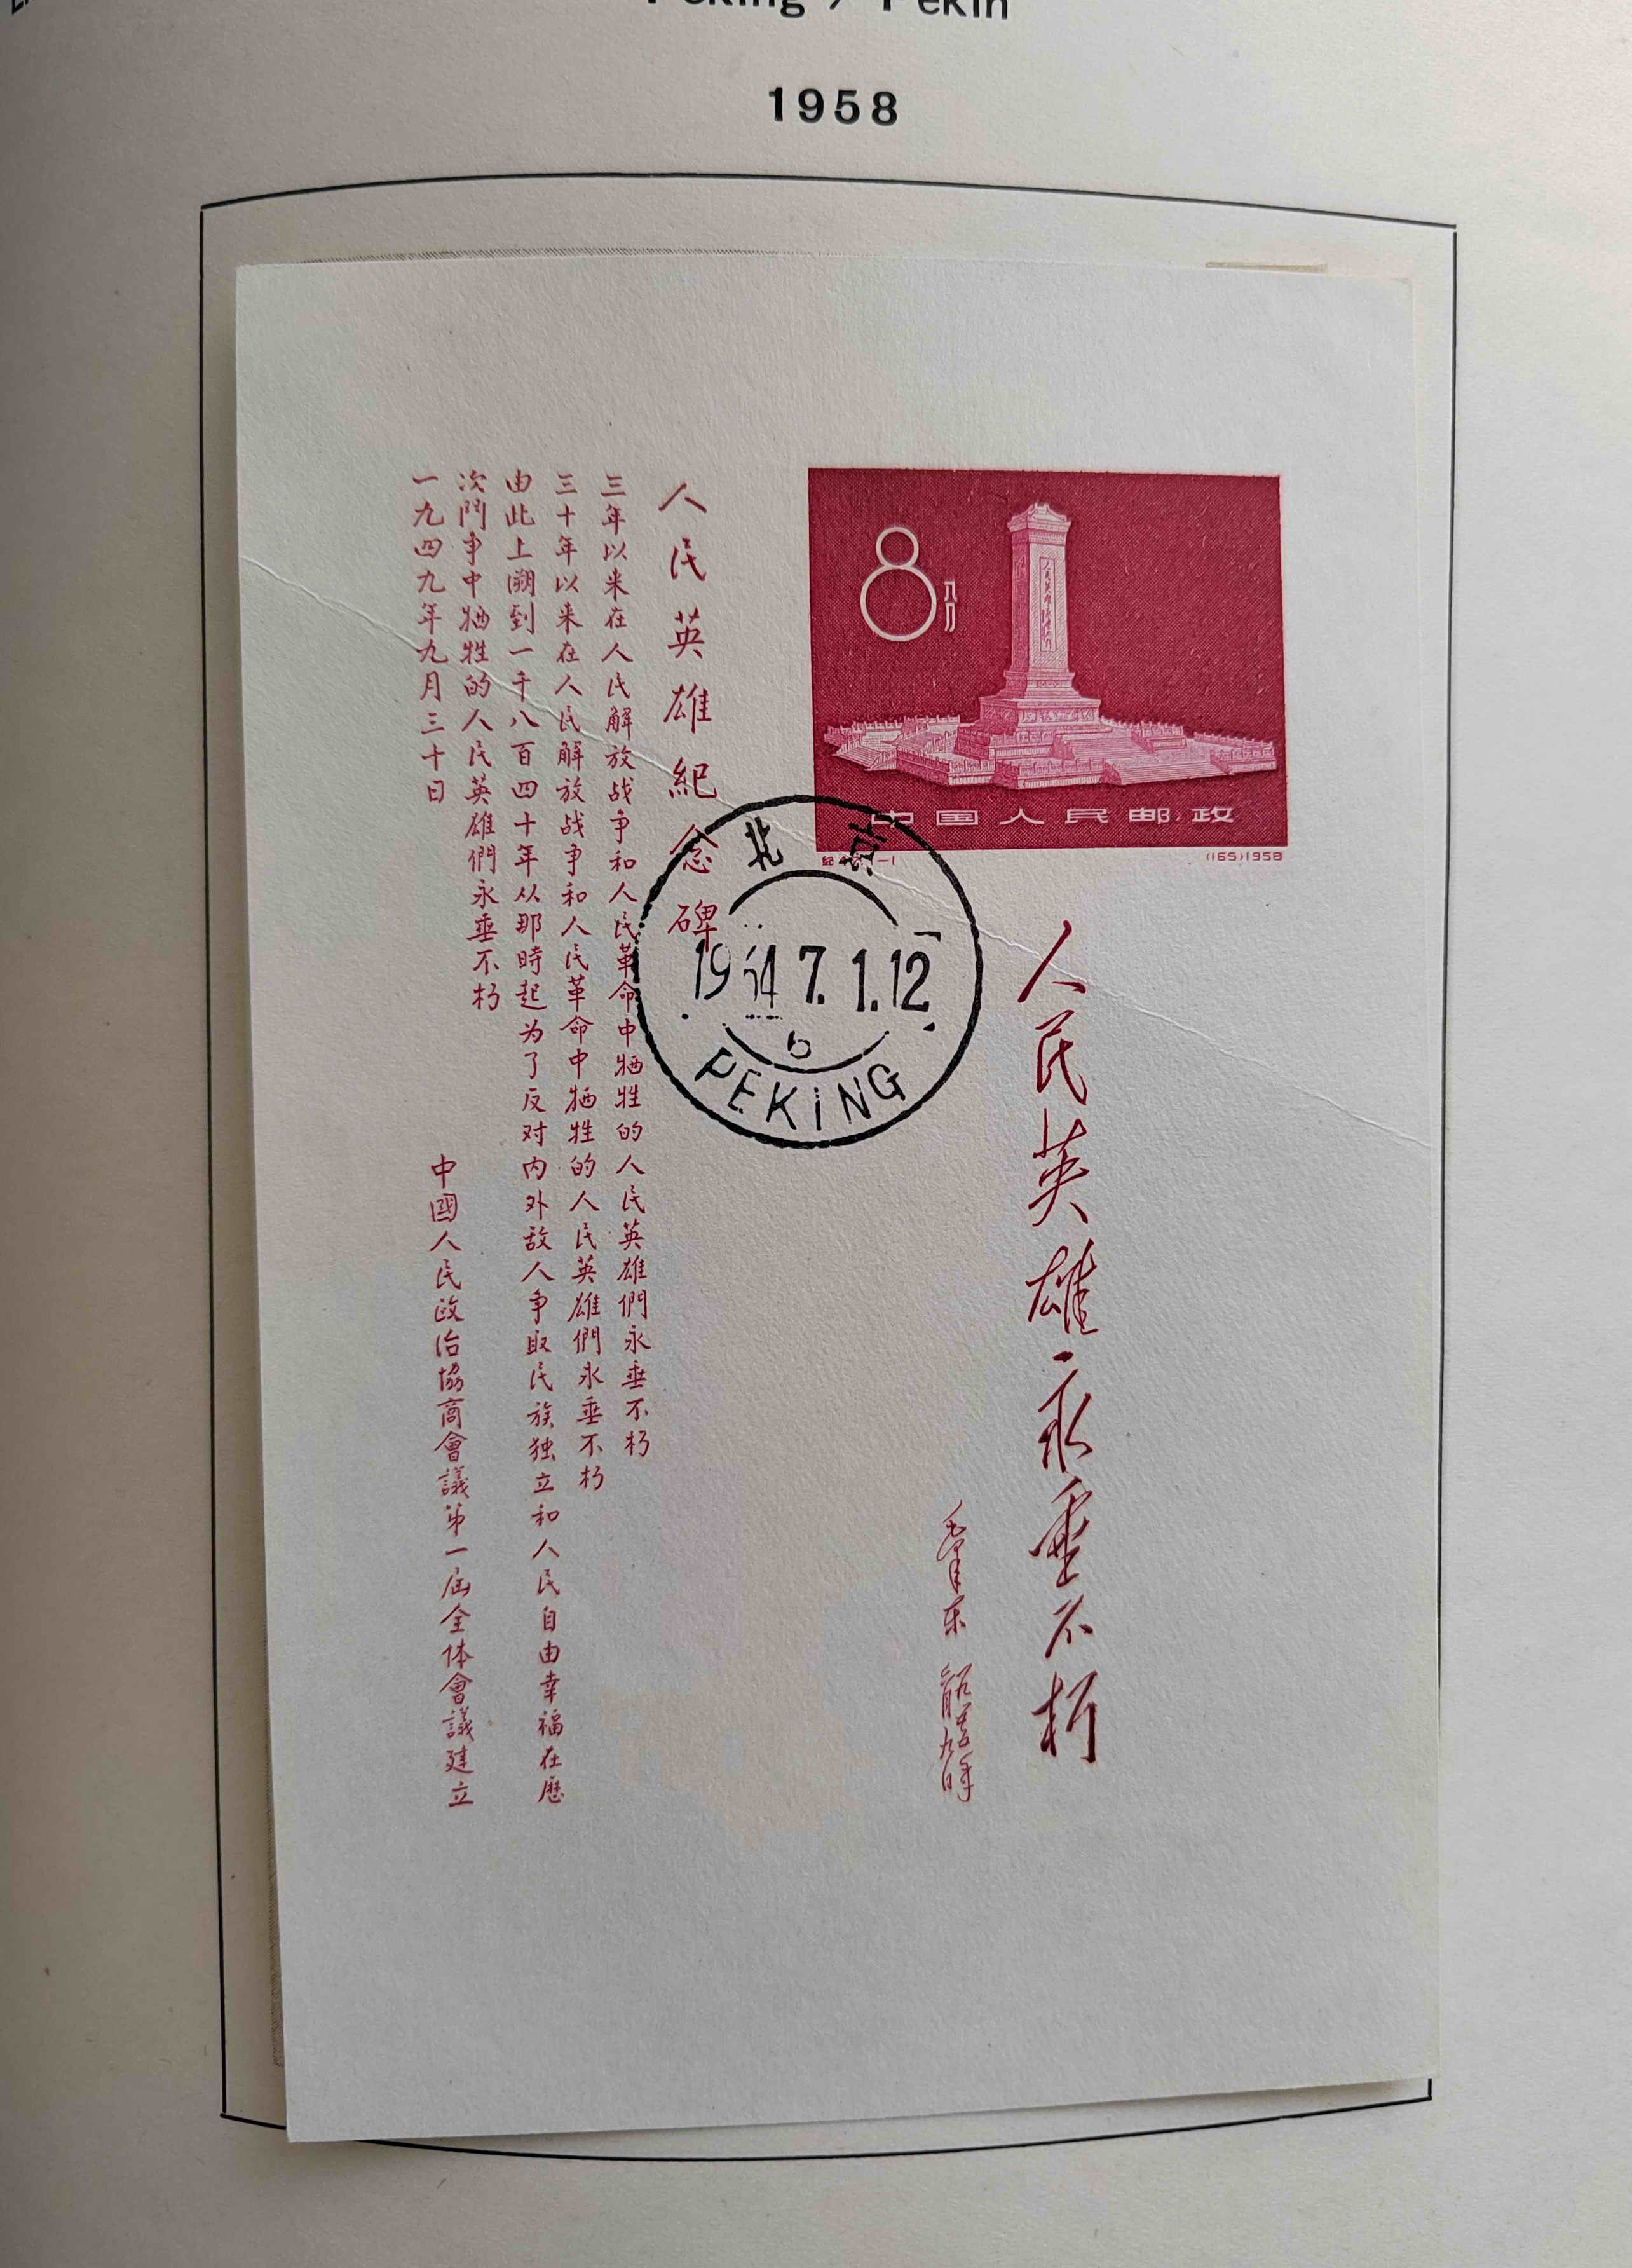 Peking / Pekin
1958
8分
中国人民邮政
(165)1958
人民英雄永垂不朽
毛澤东
人民英雄紀念碑
三年以来在人民解放战争和人民革命中牺牲的人民英雄們永垂不朽
三十年以来在人民解放战争和人民革命中牺牲的人民英雄們永垂不朽
由此上溯到一千八百四十年从那時起为了反对内外敌人争取民族独立和人民自由幸福在歷
次鬥争中牺牲的人民英雄們永垂不朽
一九四九年九月三十日
中國人民政治協商會議第一届全体會議建立
北京
7.1.12
6
PEKING